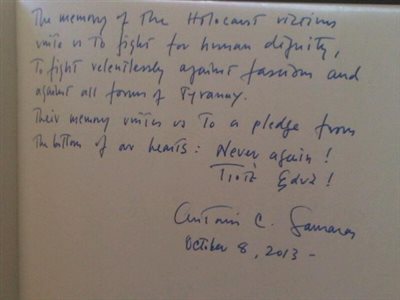 The memory of the Holocaust victims
unites us to fight for human dignity,
to fight relentlessly against fascism and
against all forms of tyranny.
Their memory unites us to a pledge from
the bottom of our hearts: Never again!
Ποτέ ξανά!
Antonis C. Samaras
October 8, 2013 -